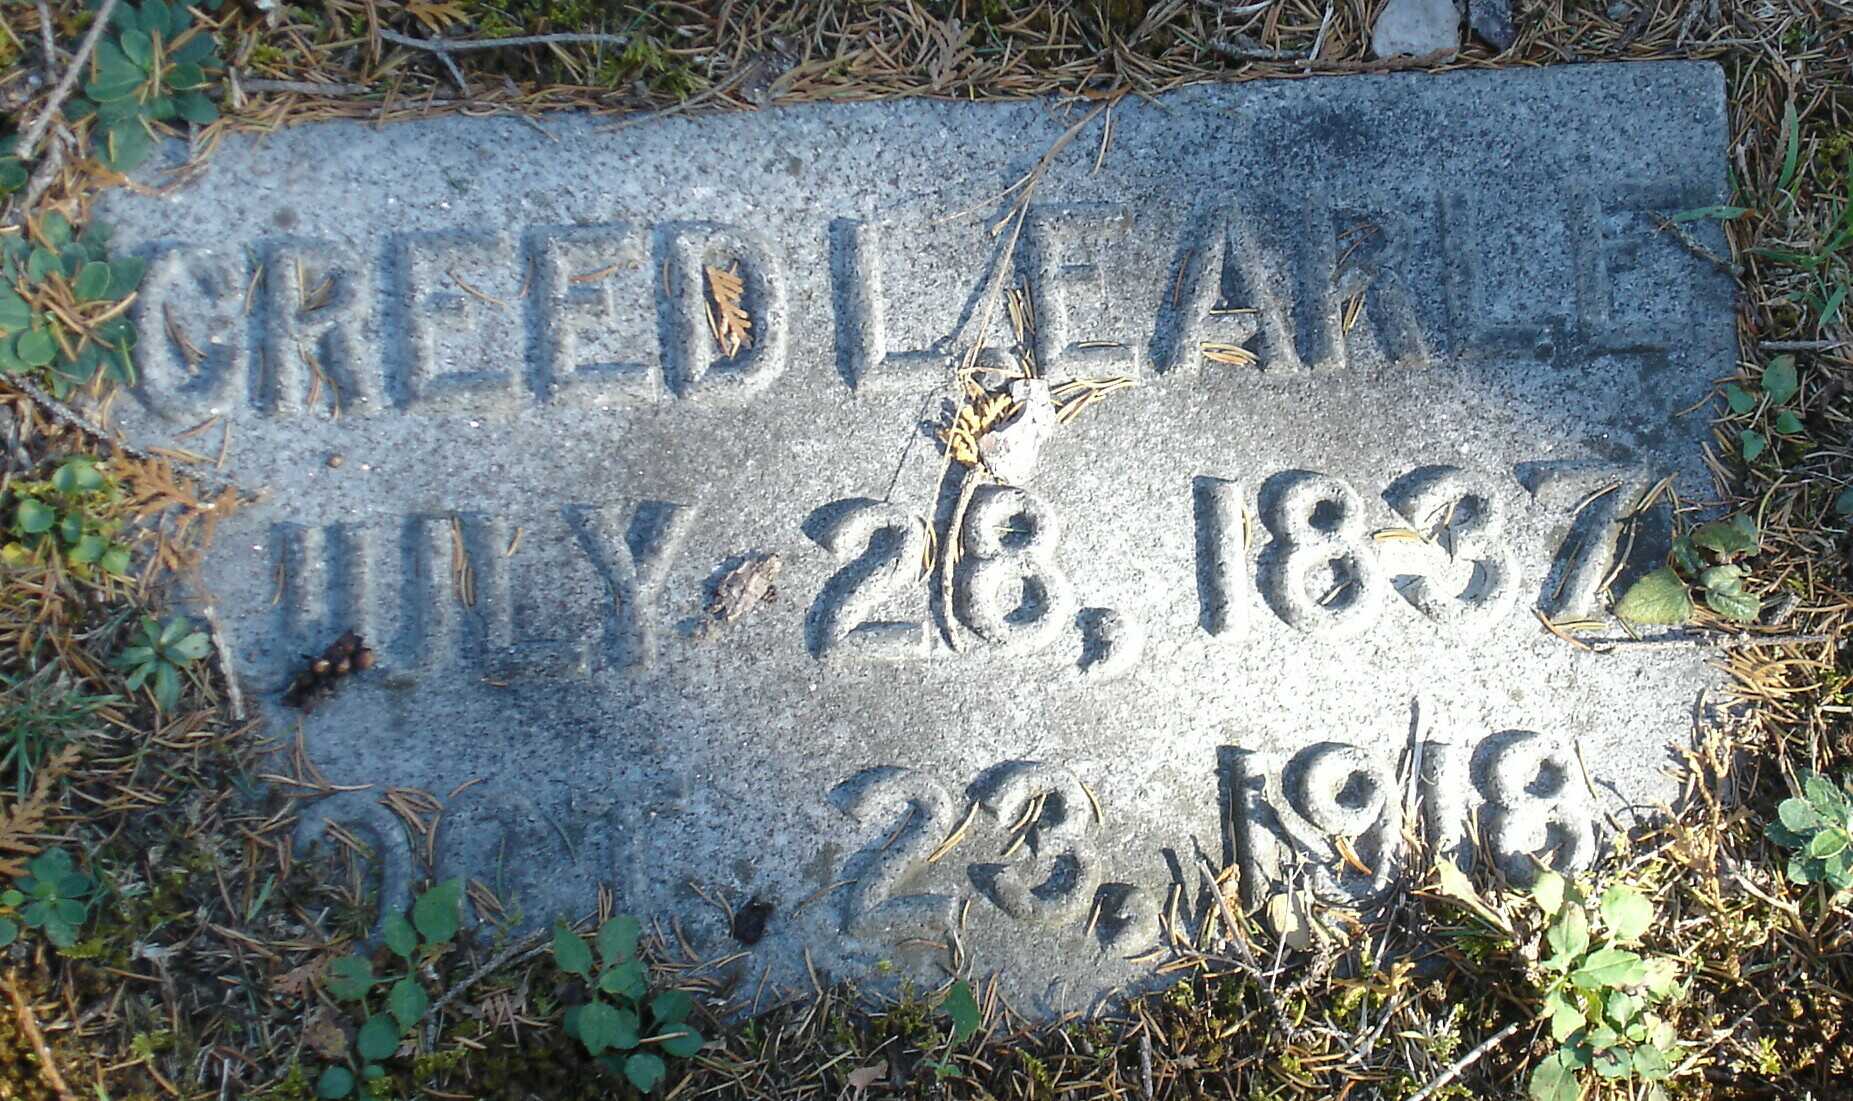 CREED L. EARLE
JULY 28, 1837
23, 1918